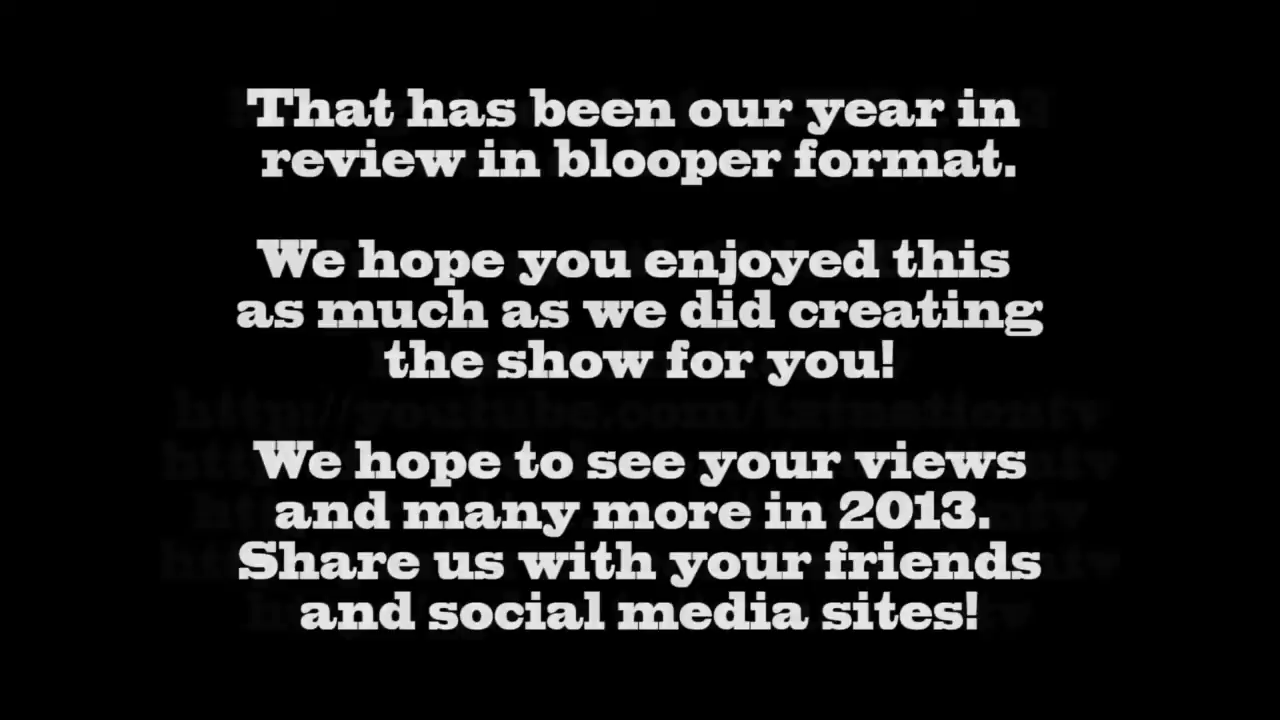 That has been our year in
review in blooper format.
We hope you enjoyed this
as much as we did creating
the show for you!
We hope to see your views
and many more in 2013.
Share us with your friends
and social media sites!